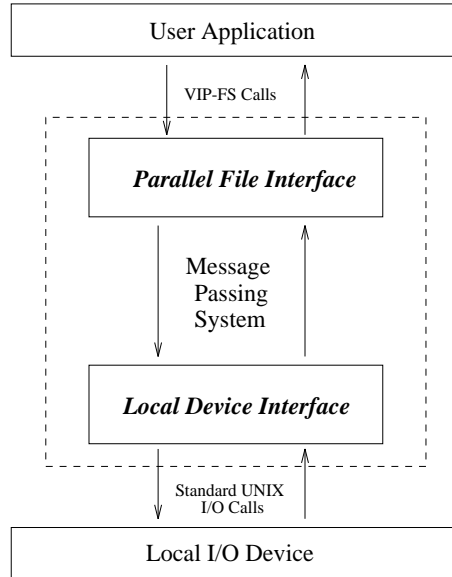 User Application
VIP-FS Calls
Parallel File Interface
Message
Passing
System
Local Device Interface
Standard UNIX
I/O Calls
Local I/O Device